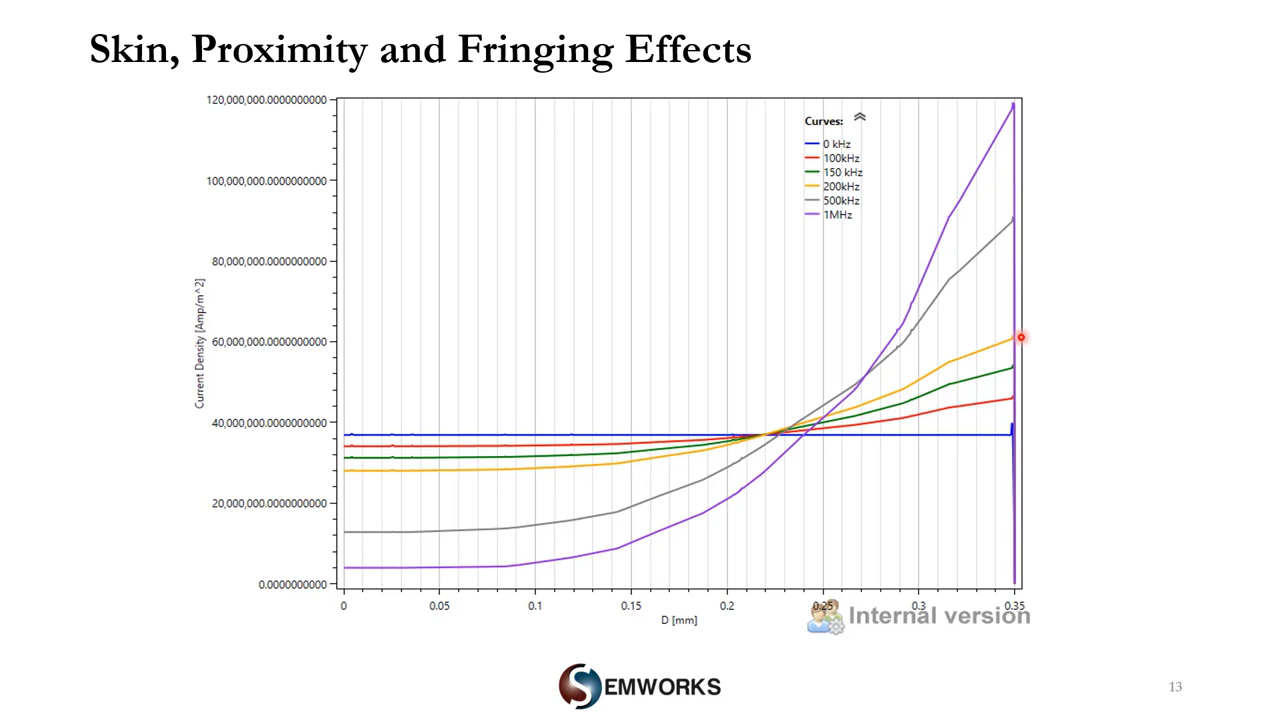 Skin, Proximity and Fringing Effects
120,000,000.0000000000
100,000,000.0000000000
80,000,000.0000000000
60,000,000.0000000000
40,000,000.0000000000
20,000,000.0000000000
0.0000000000
Current Density [Amp/m^2]
Curves:
0 kHz
100kHz
150 kHz
200kHz
500kHz
1MHz
0 0.05 0.1 0.15 0.2 0.25 0.3 0.35
D [mm]
Internal version
EMWORKS
13